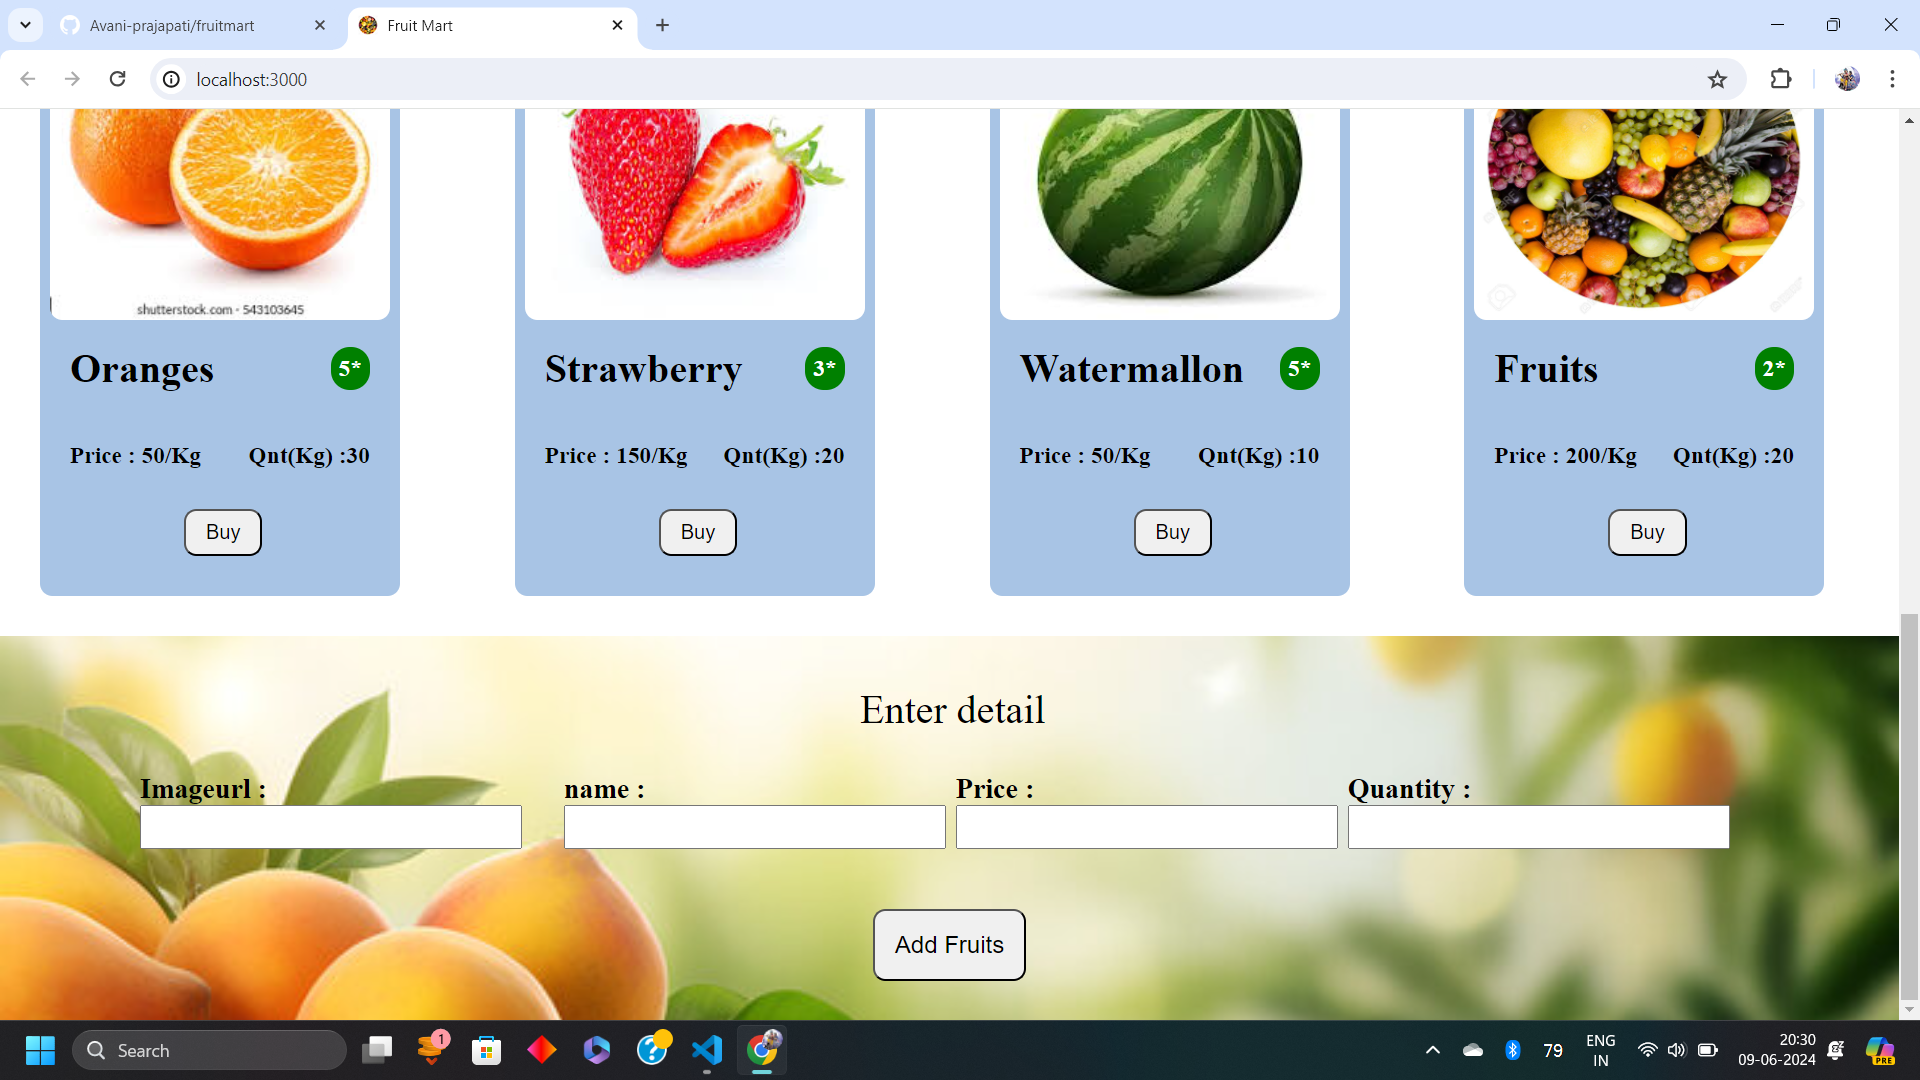 Avani-prajapati/fruitmart
Fruit Mart
localhost:3000
shutterstock.com · 543103645
Oranges 5*
Strawberry 3*
Watermallon 5*
Fruits 2*
Price : 50/Kg Qnt(Kg) :30
Price : 150/Kg Qnt(Kg) :20
Price : 50/Kg Qnt(Kg) :10
Price : 200/Kg Qnt(Kg) :20
Buy
Buy
Buy
Buy
Enter detail
Imageurl :
name :
Price :
Quantity :
Add Fruits
Search
1
79
ENG
IN
20:30
09-06-2024
PRE